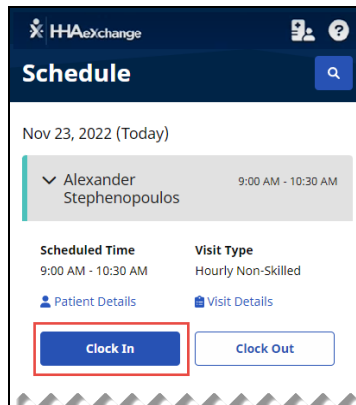 HHAeXchange
Schedule
Nov 23, 2022 (Today)
Alexander 9:00 AM - 10:30 AM
Stephenopoulos
Scheduled Time Visit Type
9:00 AM - 10:30 AM Hourly Non-Skilled
Patient Details Visit Details
Clock In Clock Out